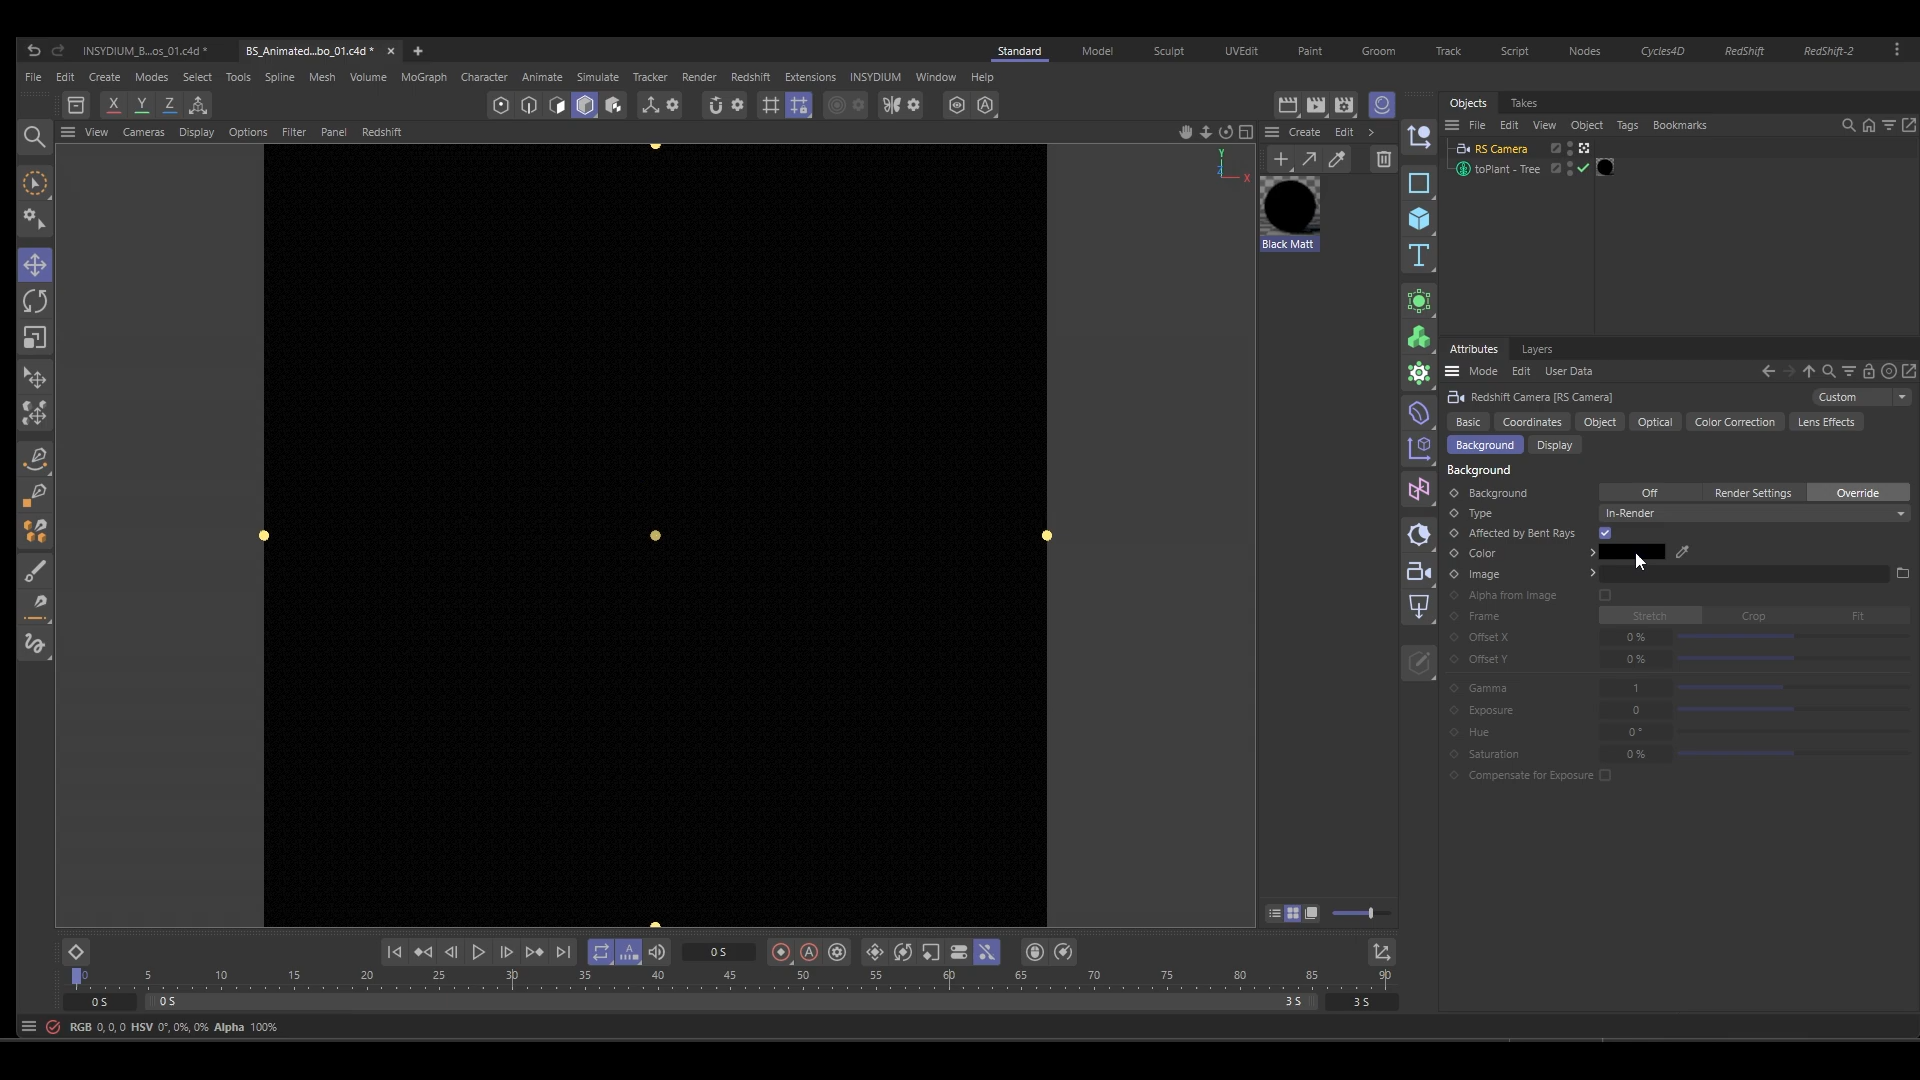 INSYDIUM_B...os_01.c4d *
BS_Animated...bo_01.c4d *
Standard
Model
Sculpt
UVEdit
Paint
Groom
Track
Script
Nodes
Cycles4D
RedShift
RedShift-2
File
Edit
Create
Modes
Select
Tools
Spline
Mesh
Volume
MoGraph
Character
Animate
Simulate
Tracker
Render
Redshift
Extensions
INSYDIUM
Window
Help
X
Y
Z
View
Cameras
Display
Options
Filter
Panel
Redshift
Create
Edit
Y
Z
X
Black Matt
Objects
Takes
File
Edit
View
Object
Tags
Bookmarks
RS Camera
toPlant - Tree
Attributes
Layers
Mode
Edit
User Data
Redshift Camera [RS Camera]
Custom
Basic
Coordinates
Object
Optical
Color Correction
Lens Effects
Background
Display
Background
Background
Off
Render Settings
Override
Type
In-Render
Affected by Bent Rays
Color
Image
Alpha from Image
Frame
Stretch
Crop
Fit
Offset X
0 %
Offset Y
0 %
Gamma
1
Exposure
0
Hue
0 °
Saturation
0 %
Compensate for Exposure
0 S
0 5 10 15 20 25 30 35 40 45 50 55 60 65 70 75 80 85 90
0 S
0 S
3 S
3 S
RGB 0, 0, 0 HSV 0°, 0%, 0% Alpha 100%